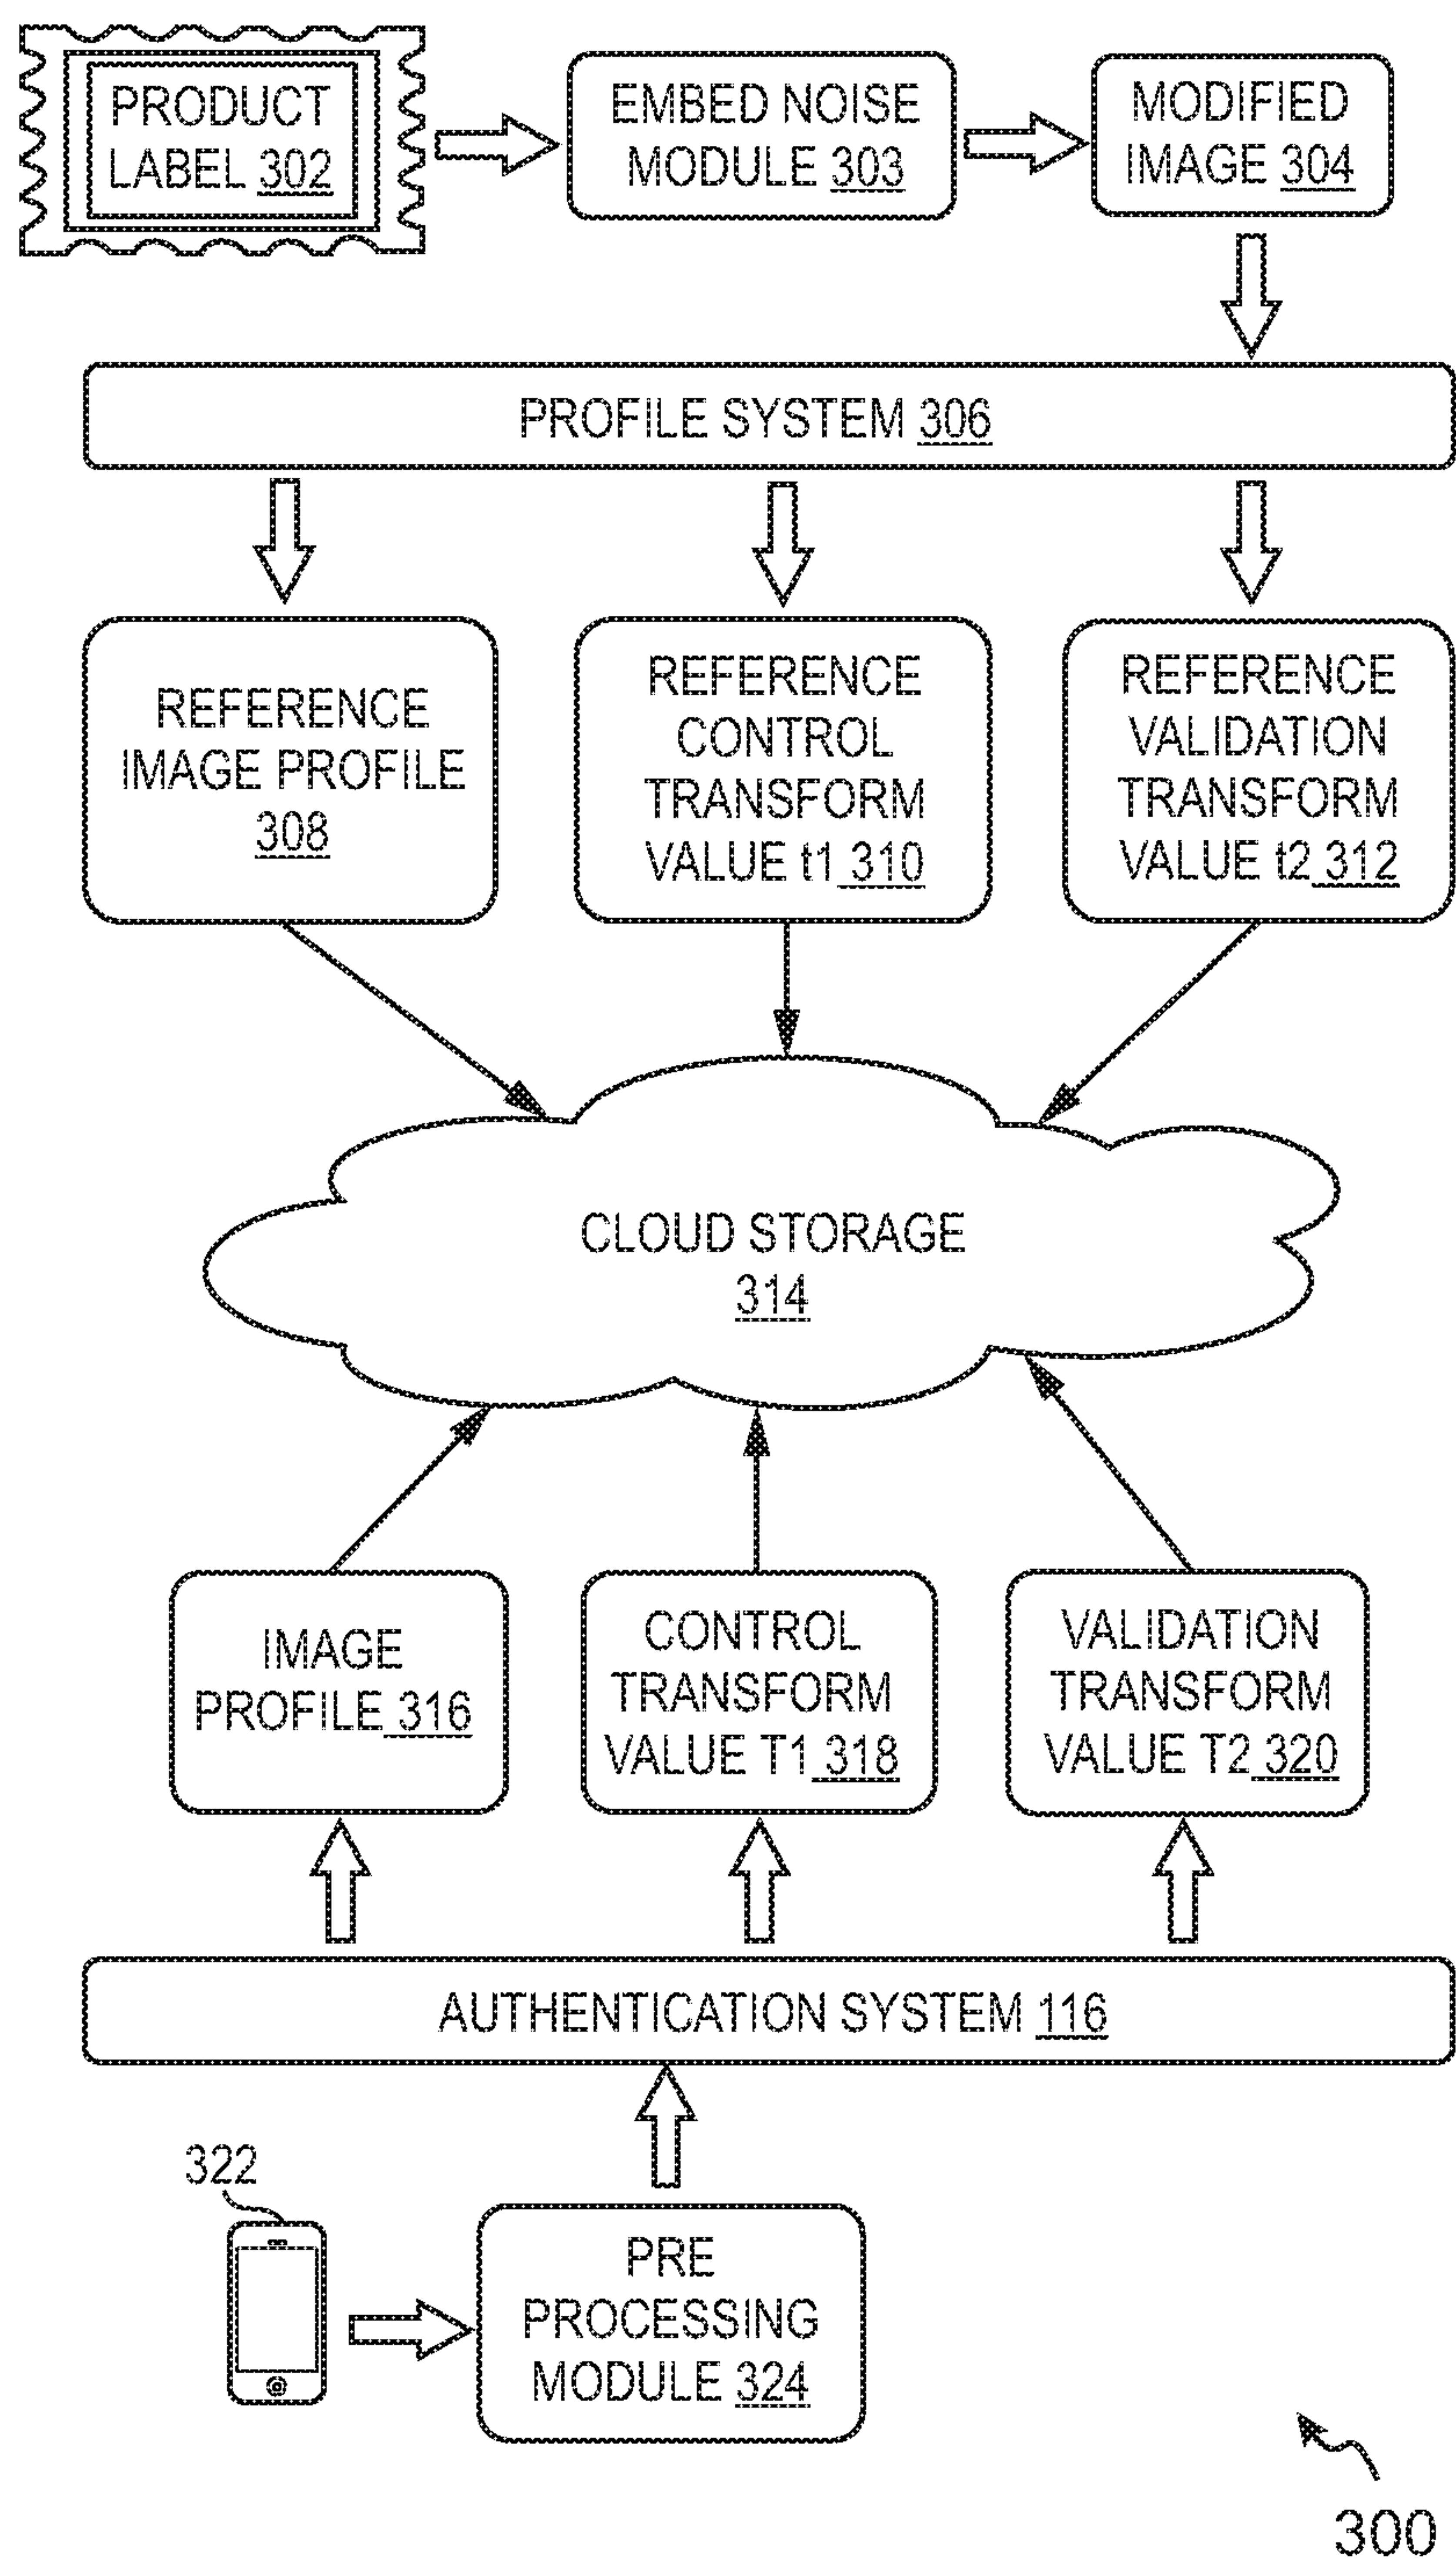 PRODUCT
LABEL 302
EMBED NOISE
MODULE 303
MODIFIED
IMAGE 304
PROFILE SYSTEM 306
REFERENCE
IMAGE PROFILE
308
REFERENCE
CONTROL
TRANSFORM
VALUE t1 310
REFERENCE
VALIDATION
TRANSFORM
VALUE t2 312
CLOUD STORAGE
314
IMAGE
PROFILE 316
CONTROL
TRANSFORM
VALUE T1 318
VALIDATION
TRANSFORM
VALUE T2 320
AUTHENTICATION SYSTEM 116
322
PRE
PROCESSING
MODULE 324
300